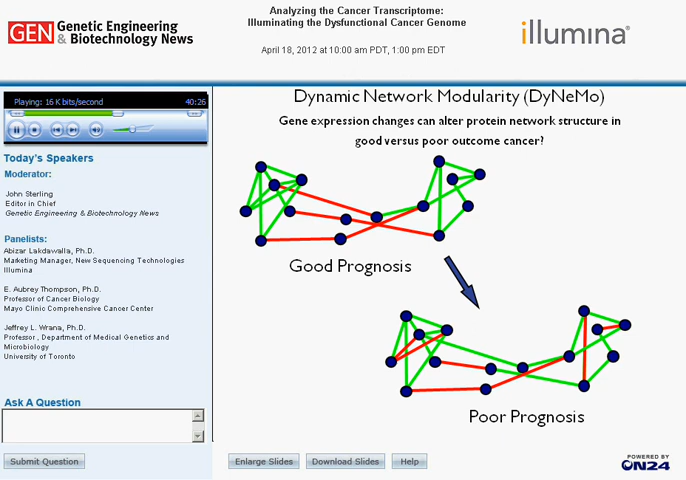 GEN Genetic Engineering
& Biotechnology News
Analyzing the Cancer Transcriptome:
Illuminating the Dysfunctional Cancer Genome
April 18, 2012 at 10:00 am PDT, 1:00 pm EDT
illumina®
Playing: 16 K bits/second 40:26
Today's Speakers
Moderator:
John Sterling
Editor in Chief
Genetic Engineering & Biotechnology News
Panelists:
Abizar Lakdawalla, Ph.D.
Marketing Manager, New Sequencing Technologies
Illumina
E. Aubrey Thompson, Ph.D.
Professor of Cancer Biology
Mayo Clinic Comprehensive Cancer Center
Jeffrey L. Wrana, Ph.D.
Professor , Department of Medical Genetics and
Microbiology
University of Toronto
Ask A Question
Submit Question
Dynamic Network Modularity (DyNeMo)
Gene expression changes can alter protein network structure in
good versus poor outcome cancer?
Good Prognosis
Poor Prognosis
Enlarge Slides Download Slides Help
POWERED BY
ON24